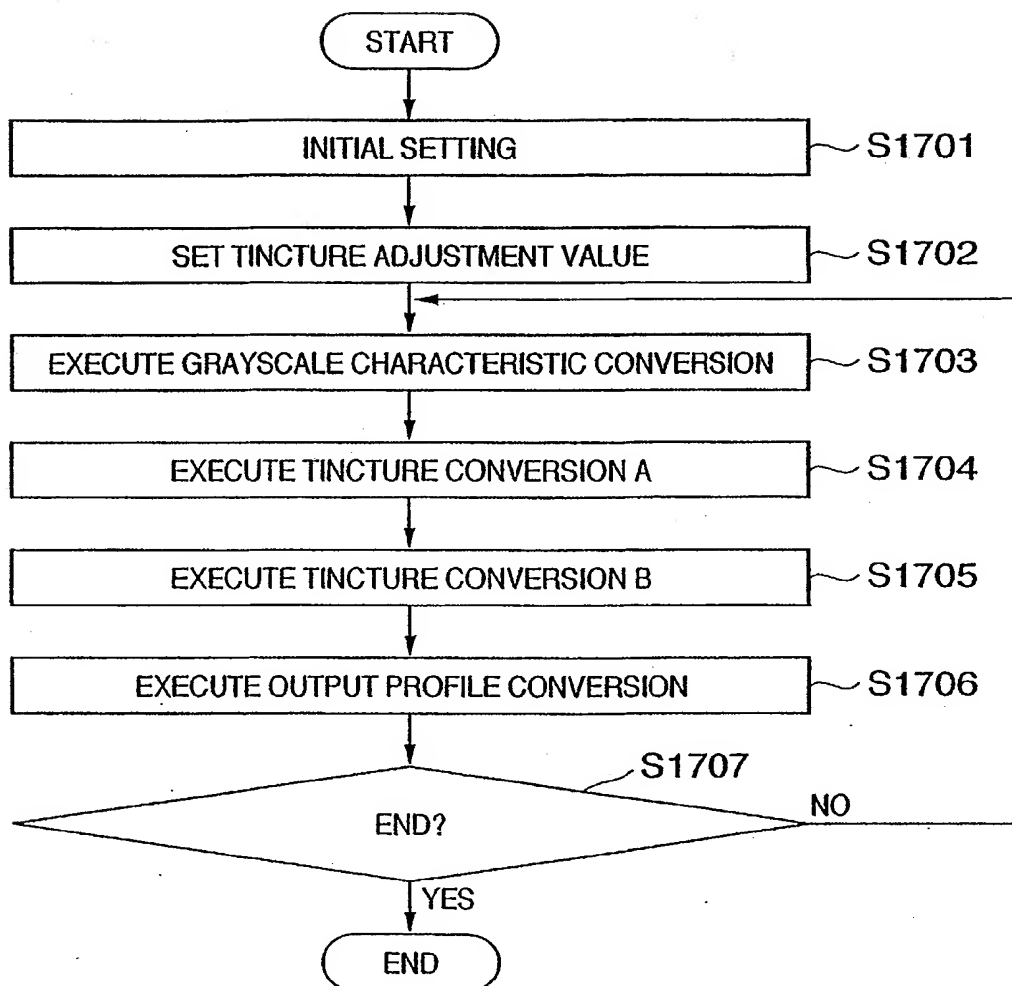 START
INITIAL SETTING
S1701
SET TINCTURE ADJUSTMENT VALUE
S1702
EXECUTE GRAYSCALE CHARACTERISTIC CONVERSION
S1703
EXECUTE TINCTURE CONVERSION A
S1704
EXECUTE TINCTURE CONVERSION B
S1705
EXECUTE OUTPUT PROFILE CONVERSION
S1706
S1707
END?
NO
YES
END